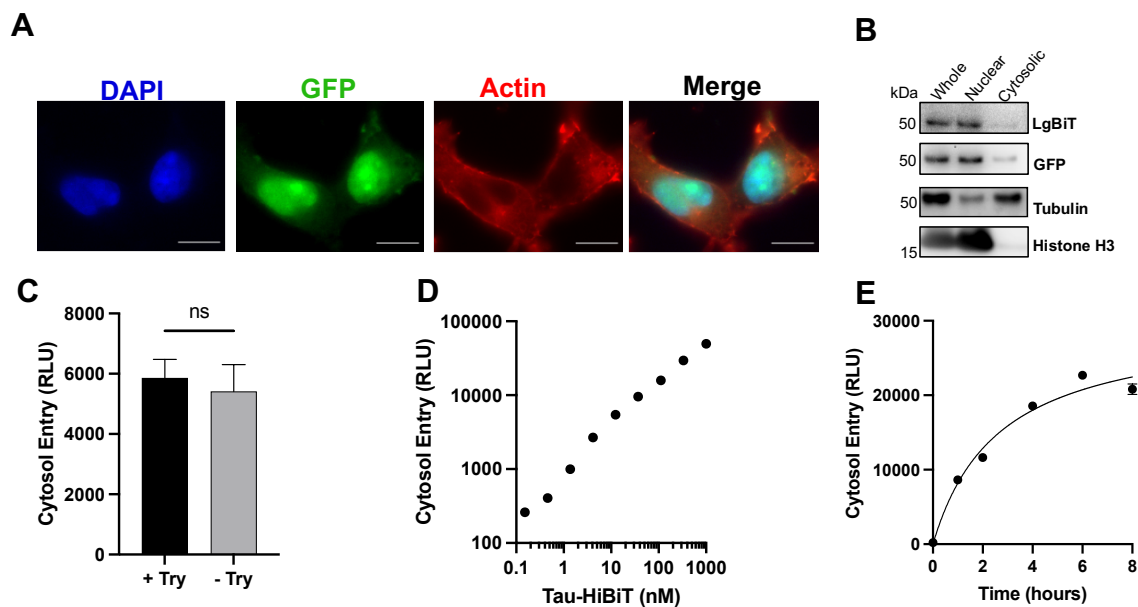 A
DAPI GFP Actin Merge
B
kDa Whole Nuclear Cytosolic
50 LgBiT
50 GFP
50 Tubulin
15 Histone H3
C
ns
8000
6000
4000
2000
0
Cytosol Entry (RLU)
+ Try - Try
D
100000
10000
1000
100
Cytosol Entry (RLU)
0.1 1 10 100 1000
Tau-HiBiT (nM)
E
30000
20000
10000
0
Cytosol Entry (RLU)
0 2 4 6 8
Time (hours)